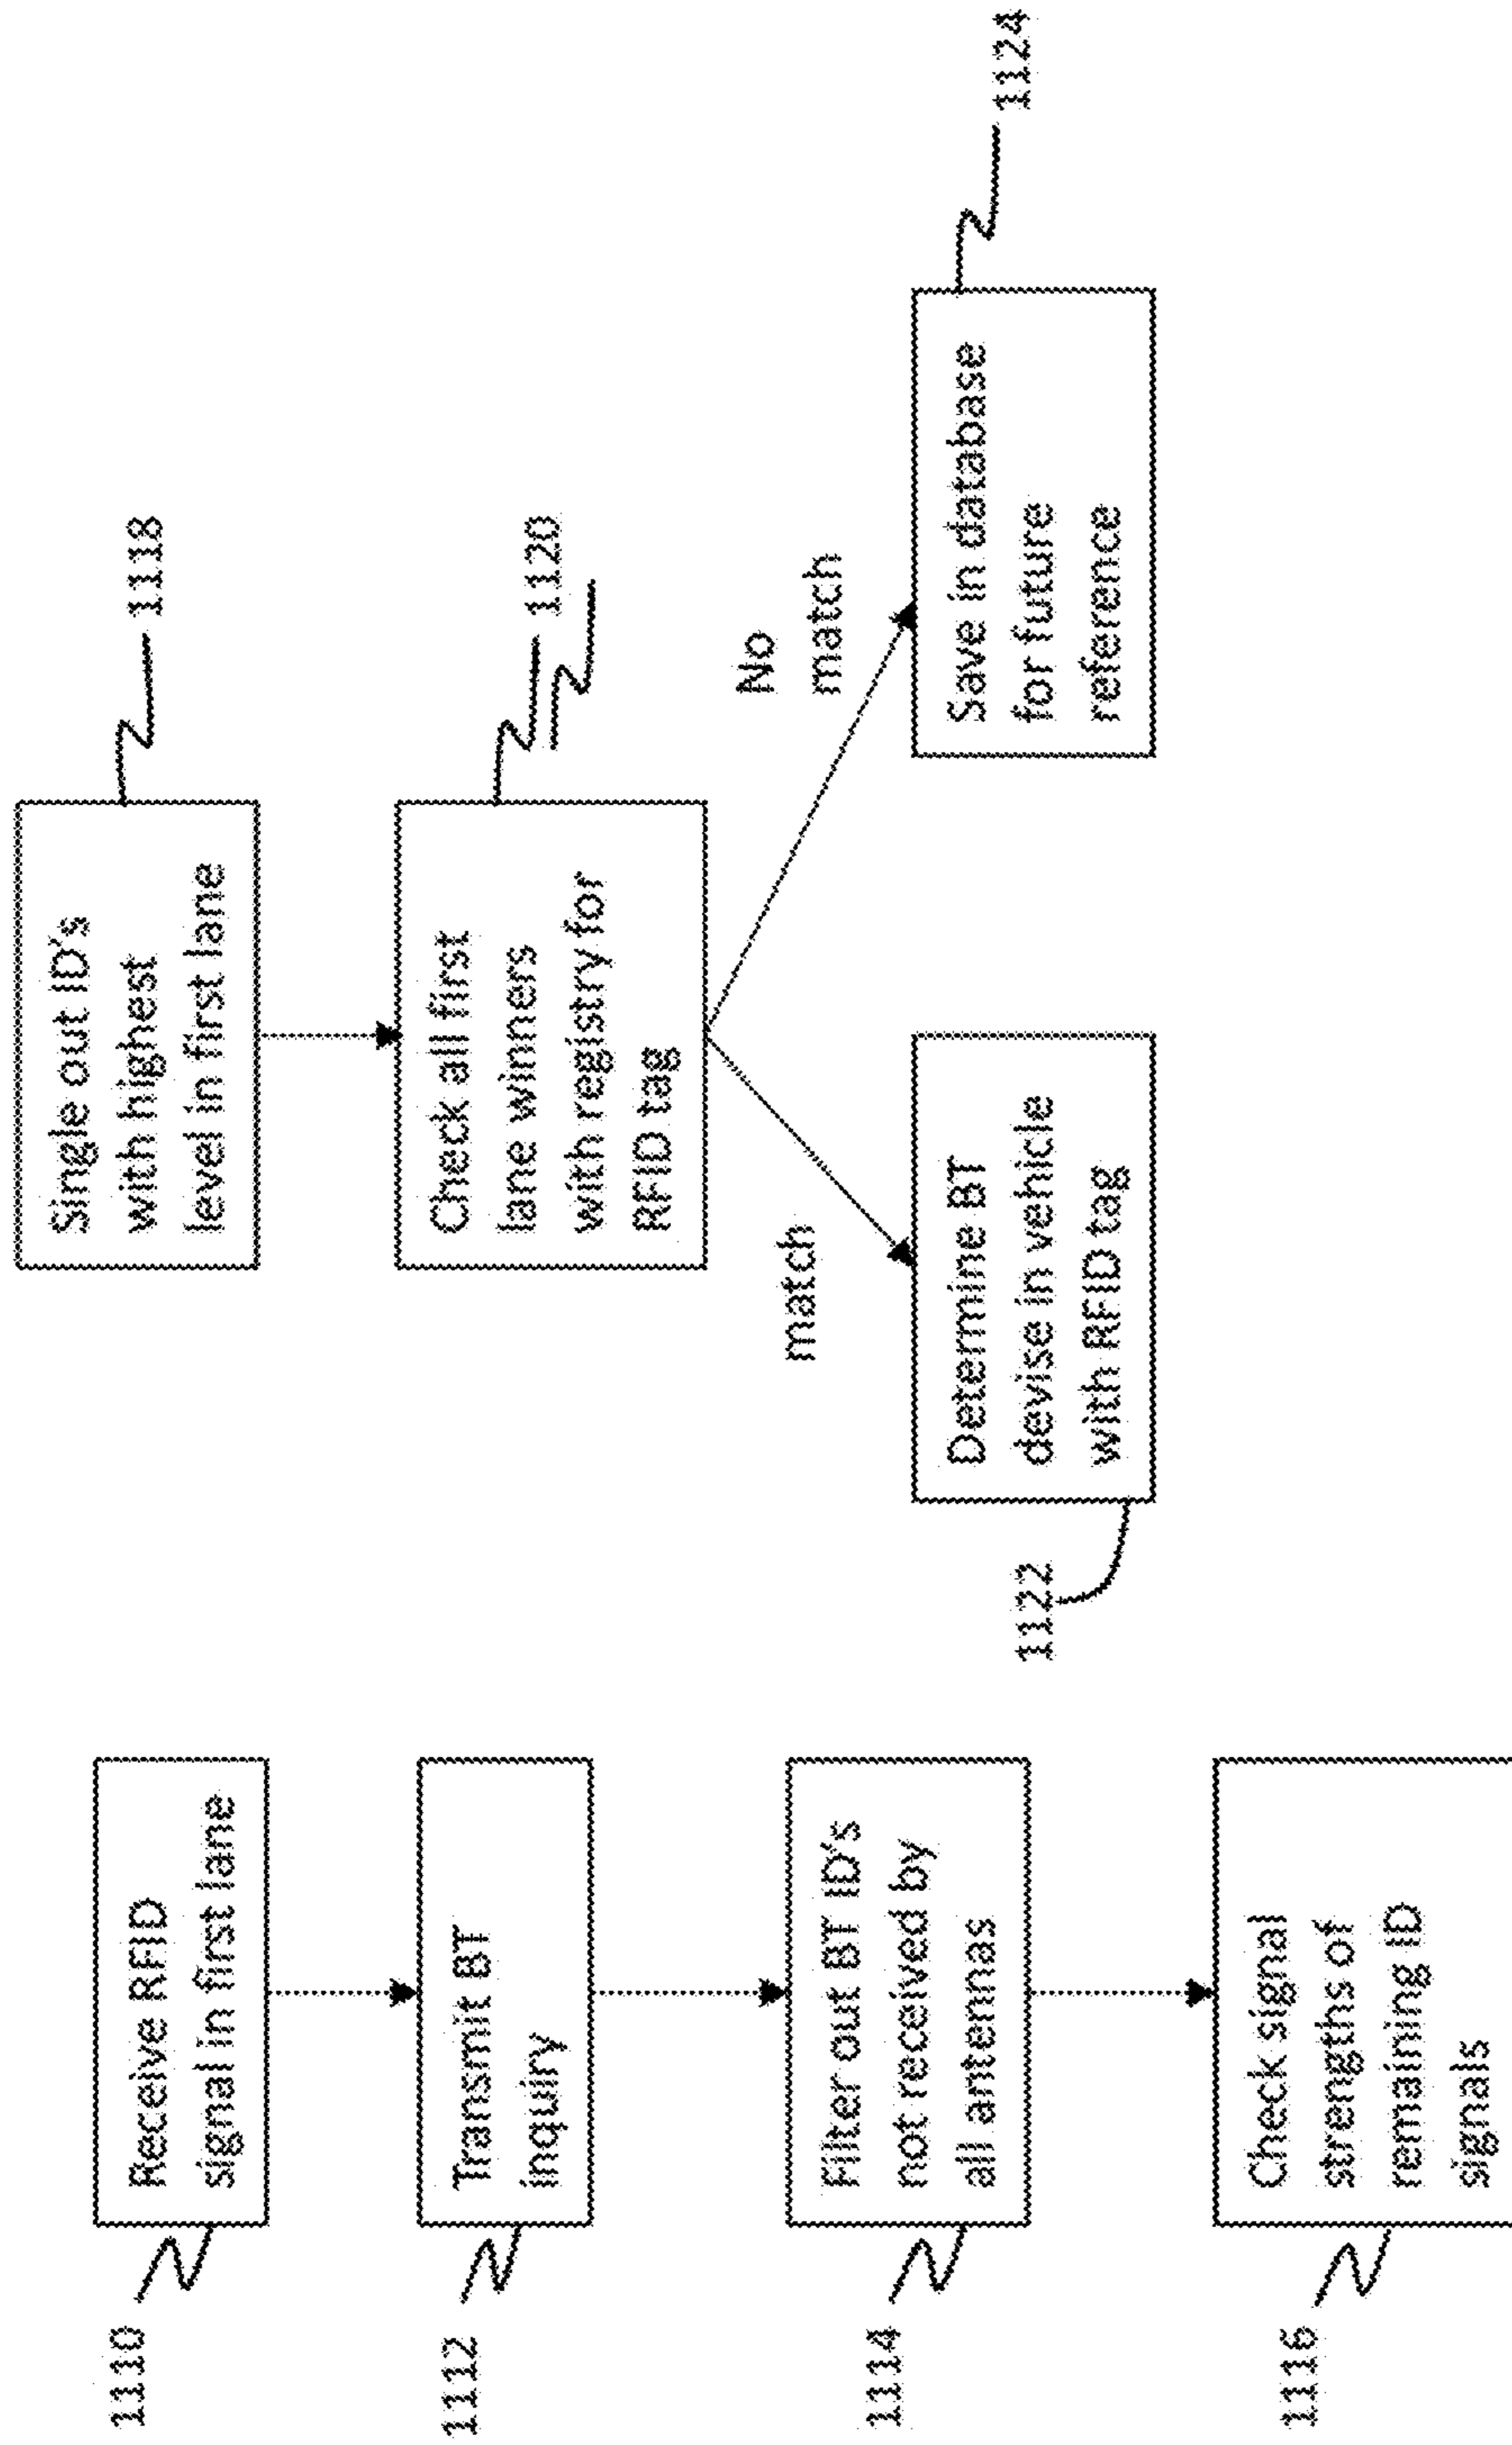 1110
Receive RFID
signal in first lane
1112
Transmit BT
inquiry
1114
Filter out BT ID's
not received by
all antennas
1116
Check signal
strengths of
remaining ID
signals
Single out ID's
with highest
level in first lane
1118
Check all first
lane winners
with registry for
RFID tag
1120
match
No
match
1122
Determine BT
devise in vehicle
with RFID tag
Save in database
for future
reference
1124